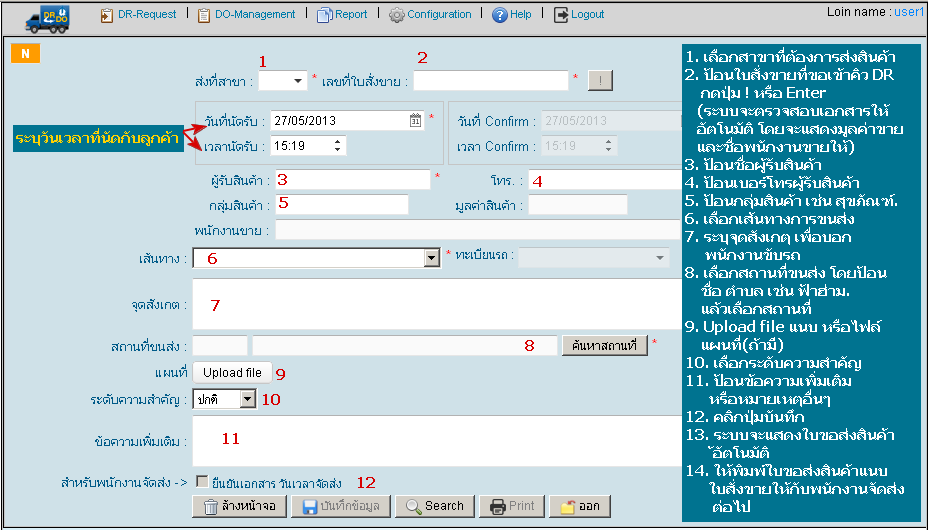 DR-Request | DO-Management | Report | Configuration | Help | Logout
Loin name : user1
DR DO
N
1
2
ส่งที่สาขา : * เลขที่ใบสั่งขาย : * !
ระบุวันเวลาที่นัดกับลูกค้า
วันที่นัดรับ : 27/05/2013 * วันที่ Confirm : 27/05/2013
เวลานัดรับ : 15:19 เวลา Confirm : 15:19
ผู้รับสินค้า : 3 * โทร. : 4
กลุ่มสินค้า : 5 มูลค่าสินค้า :
พนักงานขาย :
เส้นทาง : 6 * ทะเบียนรถ :
จุดสังเกต : 7
สถานที่ขนส่ง : 8 ค้นหาสถานที่ *
แผนที่ Upload file 9
ระดับความสำคัญ : ปกติ 10
ข้อความเพิ่มเติม : 11
สำหรับพนักงานจัดส่ง -> ยืนยันเอกสาร วันเวลาจัดส่ง 12
ล้างหน้าจอ บันทึกข้อมูล Search Print ออก
1. เลือกสาขาที่ต้องการส่งสินค้า
2. ป้อนใบสั่งขายที่ขอเข้าคิว DR
กดปุ่ม ! หรือ Enter
(ระบบจะตรวจสอบเอกสารให้
อัตโนมัติ โดยจะแสดงมูลค่าขาย
และชื่อพนักงานขายให้)
3. ป้อนชื่อผู้รับสินค้า
4. ป้อนเบอร์โทรผู้รับสินค้า
5. ป้อนกลุ่มสินค้า เช่น สุขภัณฑ์.
6. เลือกเส้นทางการขนส่ง
7. ระบุจุดสังเกตุ เพื่อบอก
พนักงานขับรถ
8. เลือกสถานที่ขนส่ง โดยป้อน
ชื่อ ตำบล เช่น ฟ้าฮ่าม.
แล้วเลือกสถานที่
9. Upload file แนบ หรือไฟล์
แผนที่(ถ้ามี)
10. เลือกระดับความสำคัญ
11. ป้อนข้อความเพิ่มเติม
หรือหมายเหตุอื่นๆ
12. คลิกปุ่มบันทึก
13. ระบบจะแสดงใบขอส่งสินค้า
้อัตโนมัติ
14. ให้พิมพ์ใบขอส่งสินค้าแนบ
ใบสั่งขายให้กับพนักงานจัดส่ง
ต่อไป